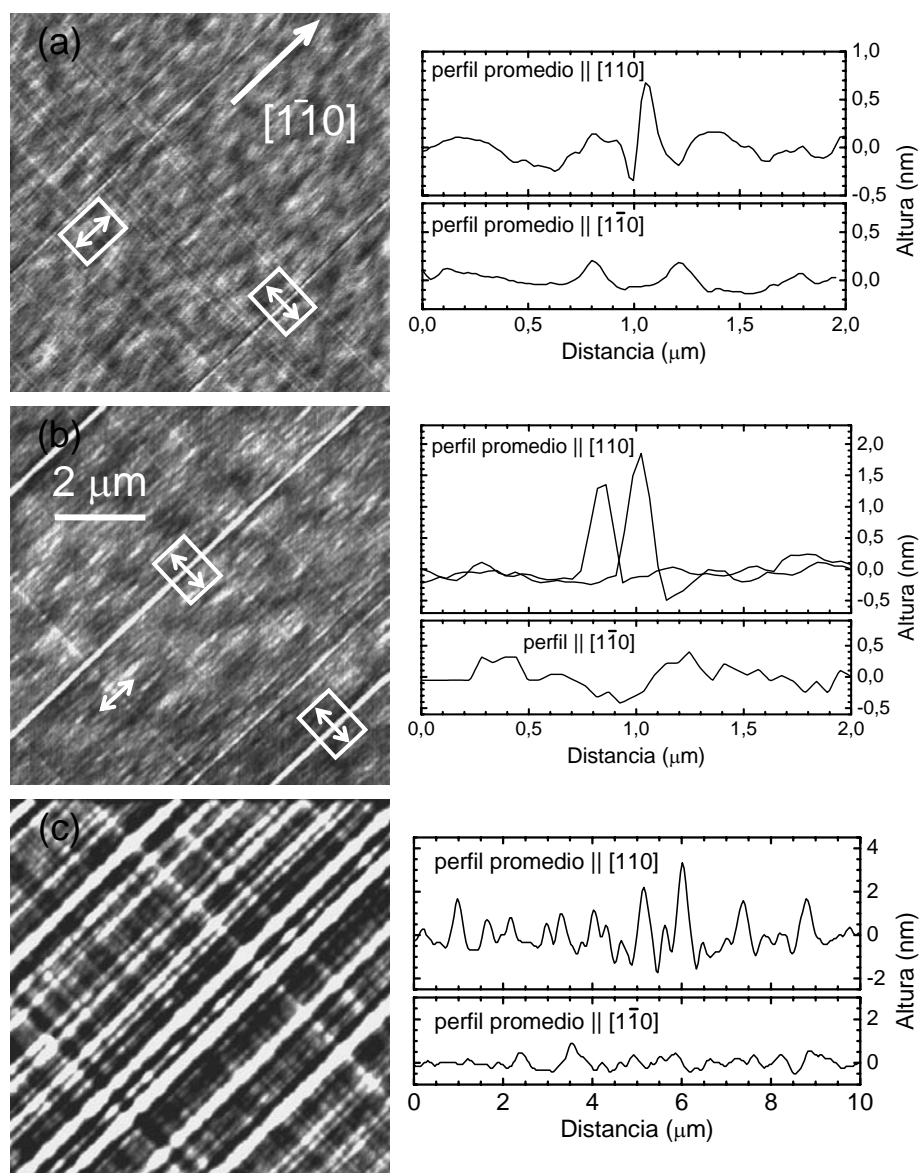 (a)
[11̄0]
perfil promedio || [110]
1,0
0,5
0,0
-0,5
perfil promedio || [11̄0]
0,0
Altura (nm)
0,0 0,5 1,0 1,5 2,0
Distancia (μm)
(b)
2 μm
perfil promedio || [110]
2,0
1,5
1,0
0,5
0,0
-0,5
perfil || [11̄0]
0,5
0,0
-0,5
Altura (nm)
0,0 0,5 1,0 1,5 2,0
Distancia (μm)
(c)
perfil promedio || [110]
4
2
0
-2
perfil promedio || [11̄0]
2
0
Altura (nm)
0 2 4 6 8 10
Distancia (μm)